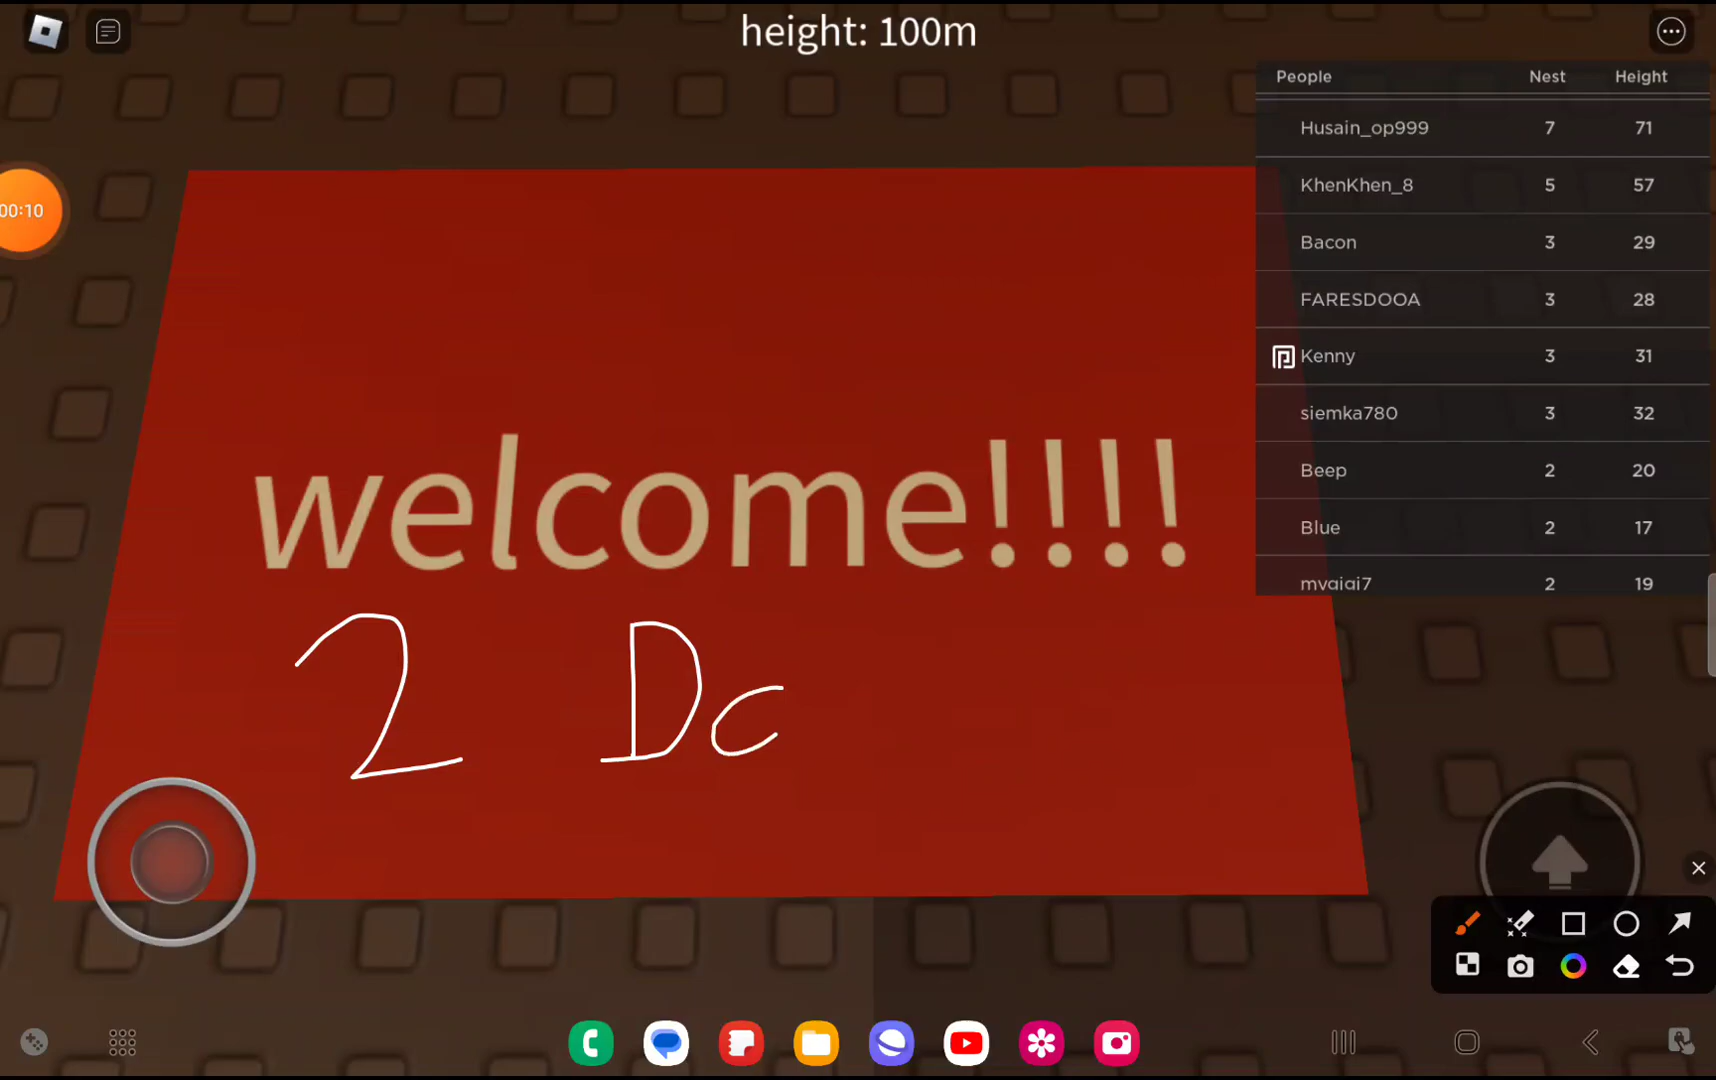 height: 100m
People Nest Height
Husain_op999 7 71
KhenKhen_8 5 57
Bacon 3 29
FARESDOOA 3 28
Kenny 3 31
siemka780 3 32
Beep 2 20
Blue 2 17
2 19
00:10
welcome!!!!
2 Dc